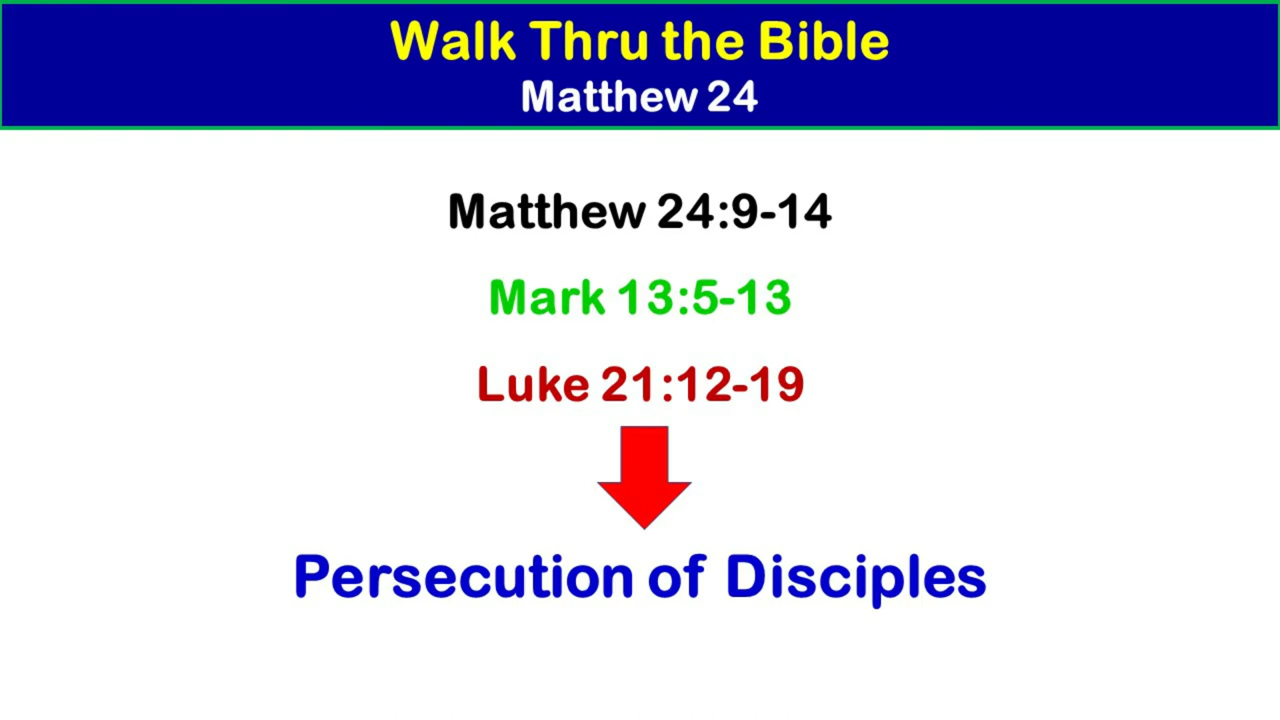 Walk Thru the Bible
Matthew 24
Matthew 24:9-14
Mark 13:5-13
Luke 21:12-19
Persecution of Disciples